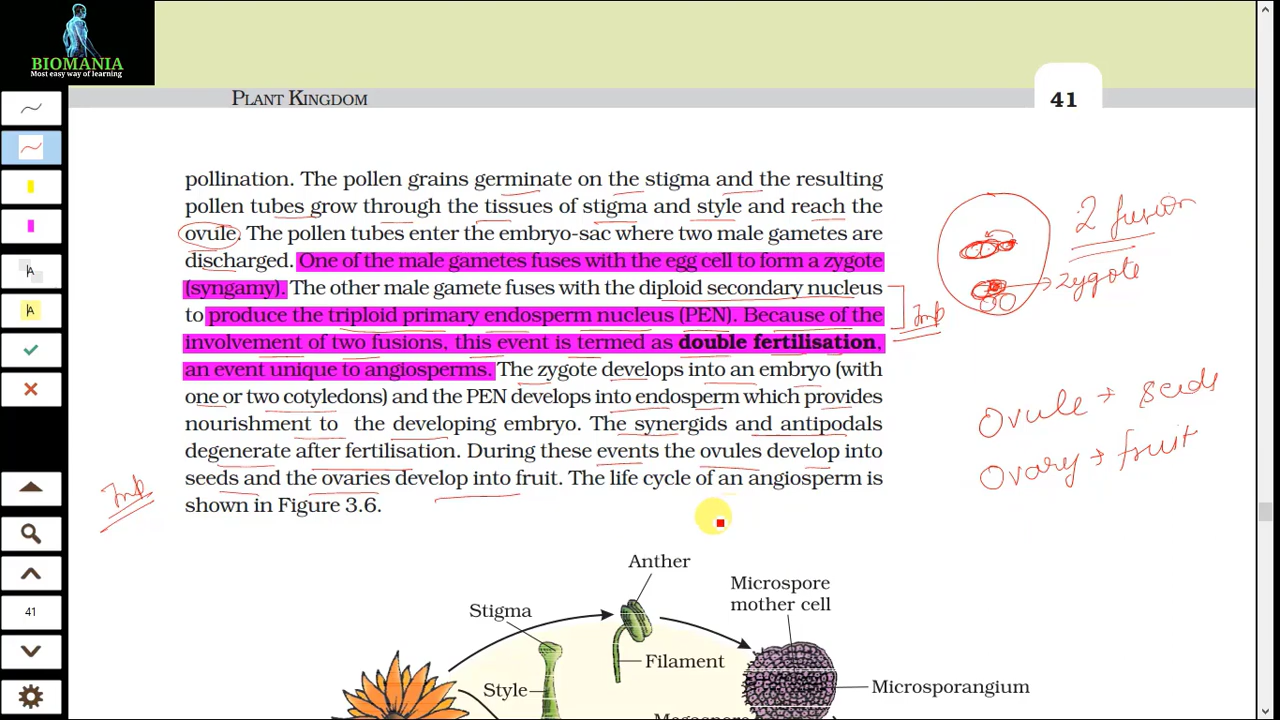 BIOMANIA
Most easy way of learning
PLANT KINGDOM
41
pollination. The pollen grains germinate on the stigma and the resulting
pollen tubes grow through the tissues of stigma and style and reach the
ovule. The pollen tubes enter the embryo-sac where two male gametes are
discharged. One of the male gametes fuses with the egg cell to form a zygote
(syngamy). The other male gamete fuses with the diploid secondary nucleus
to produce the triploid primary endosperm nucleus (PEN). Because of the
involvement of two fusions, this event is termed as double fertilisation,
an event unique to angiosperms. The zygote develops into an embryo (with
one or two cotyledons) and the PEN develops into endosperm which provides
nourishment to the developing embryo. The synergids and antipodals
degenerate after fertilisation. During these events the ovules develop into
seeds and the ovaries develop into fruit. The life cycle of an angiosperm is
shown in Figure 3.6.
2 fusion
zygote
Imp
Ovule → seeds
Ovary → fruit
Imp
A
A
41
Anther
Microspore
mother cell
Stigma
Filament
Style
Microsporangium
Megaspore